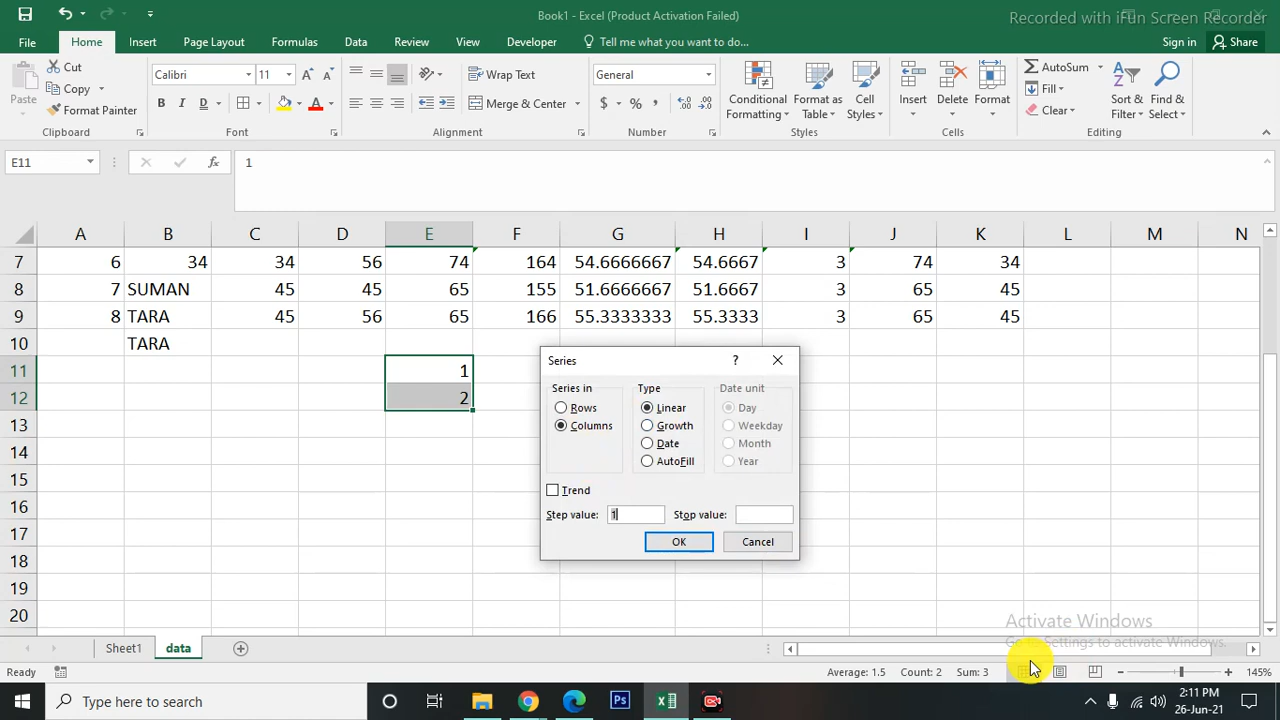 Book1 - Excel (Product Activation Failed)
Recorded with iFun Screen Recorder
File Home Insert Page Layout Formulas Data Review View Developer Tell me what you want to do... Sign in Share
Cut
Copy
Format Painter
Paste
Clipboard
Calibri 11
B I D
Font
Wrap Text
Merge & Center
Alignment
General
$ % ,
Number
Conditional Formatting
Format as Table
Cell Styles
Styles
Insert Delete Format
Cells
AutoSum
Fill
Clear
Sort & Filter
Find & Select
Editing
E11 fx 1
A B C D E F G H I J K L M N
7 6 34 34 56 74 164 54.6666667 54.6667 3 74 34
8 7 SUMAN 45 45 65 155 51.6666667 51.6667 3 65 45
9 8 TARA 45 56 65 166 55.3333333 55.3333 3 65 45
10 TARA
11 1
12 2
13
14
15
16
17
18
19
20
Series ?
Series in Type Date unit
Rows Linear Day
Columns Growth Weekday
Date Month
AutoFill Year
Trend
Step value: 1 Stop value:
OK Cancel
Activate Windows
Go to Settings to activate Windows.
Sheet1 data
Ready Average: 1.5 Count: 2 Sum: 3 145%
Type here to search
Ps
2:11 PM
26-Jun-21